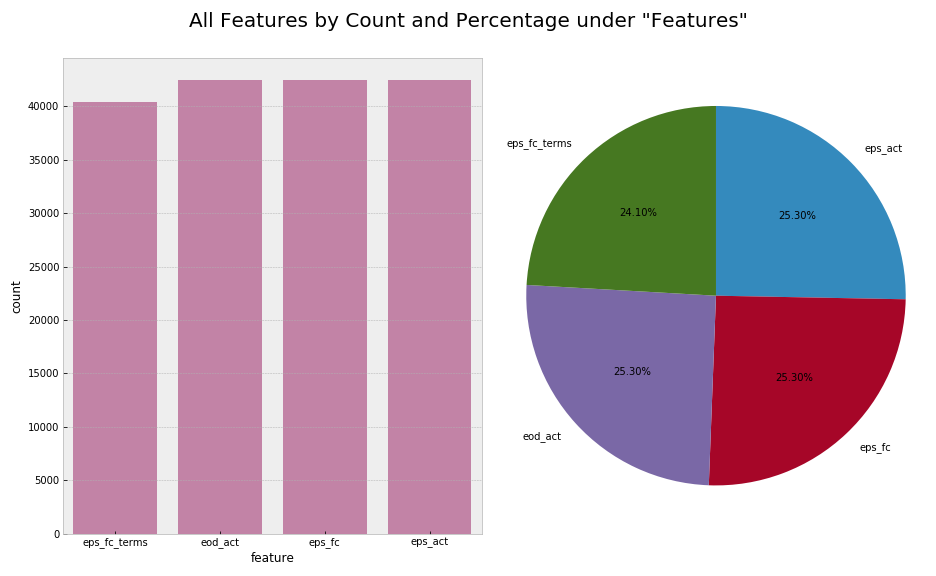 All Features by Count and Percentage under "Features"
count
40000
35000
30000
25000
20000
15000
10000
5000
0
eps_fc_terms eod_act eps_fc eps_act
feature
eps_fc_terms
eps_act
24.10%
25.30%
25.30%
25.30%
eod_act
eps_fc